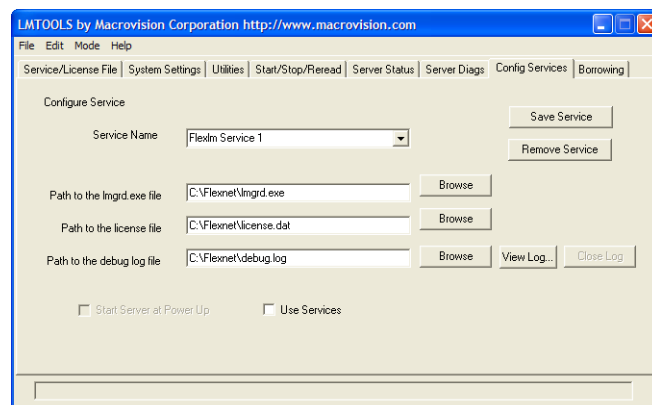 LMTOOLS by Macrovision Corporation http://www.macrovision.com
File Edit Mode Help
Service/License File System Settings Utilities Start/Stop/Reread Server Status Server Diags Config Services Borrowing
Configure Service
Save Service
Service Name Flexlm Service 1
Remove Service
Path to the lmgrd.exe file C:\Flexnet\lmgrd.exe Browse
Path to the license file C:\Flexnet\license.dat Browse
Path to the debug log file C:\Flexnet\debug.log Browse View Log... Close Log
Start Server at Power Up Use Services